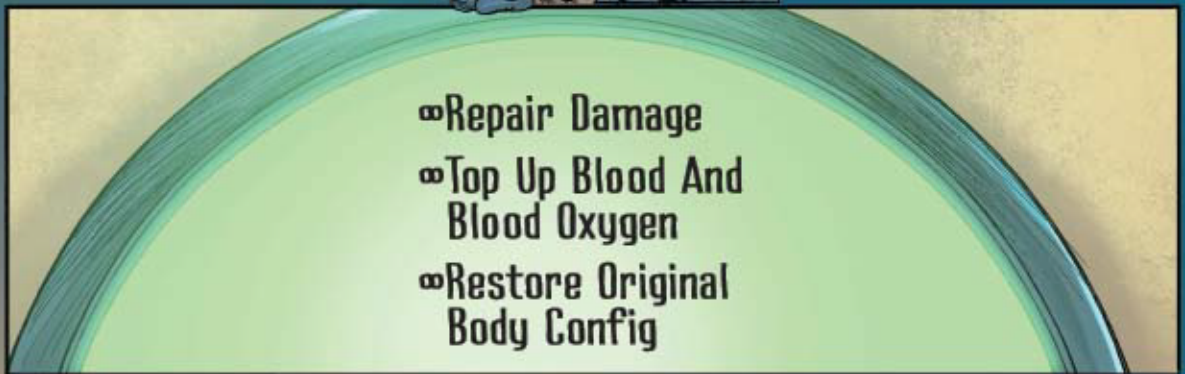 ∞Repair Damage
∞Top Up Blood And
Blood Oxygen
∞Restore Original
Body Config